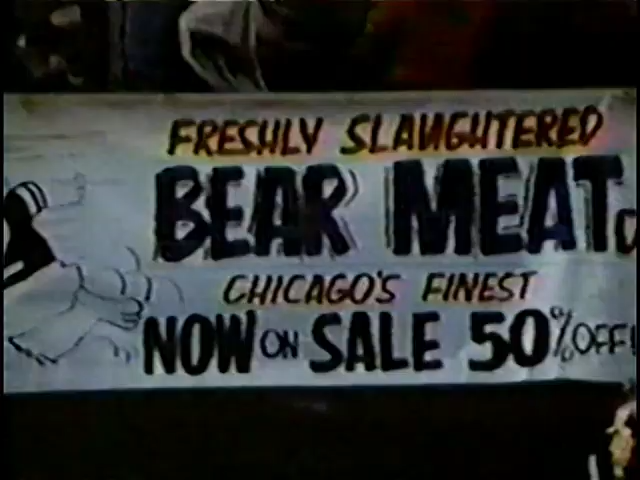 FRESHLY SLAUGHTERED
BEAR MEAT
CHICAGO'S FINEST
NOW ON SALE 50% OFF!